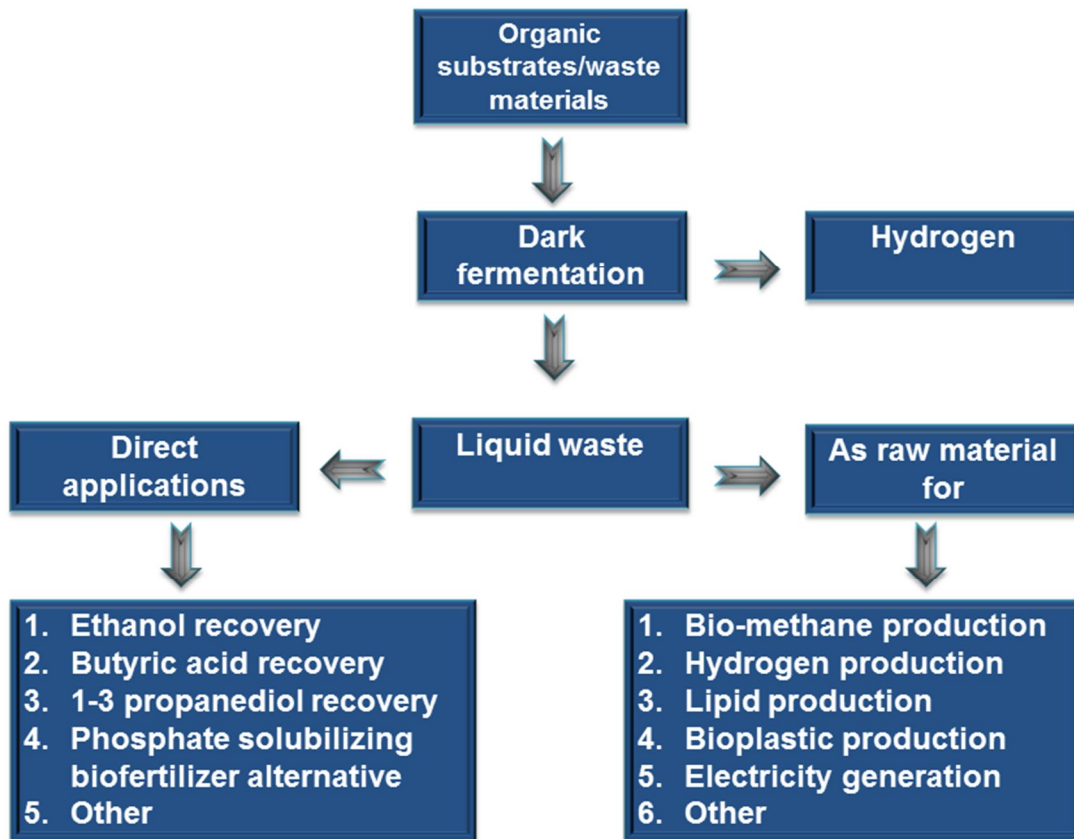 Organic
substrates/waste
materials
Dark
fermentation
Hydrogen
Direct
applications
Liquid waste
As raw material
for
1. Ethanol recovery
2. Butyric acid recovery
3. 1-3 propanediol recovery
4. Phosphate solubilizing
biofertilizer alternative
5. Other
1. Bio-methane production
2. Hydrogen production
3. Lipid production
4. Bioplastic production
5. Electricity generation
6. Other